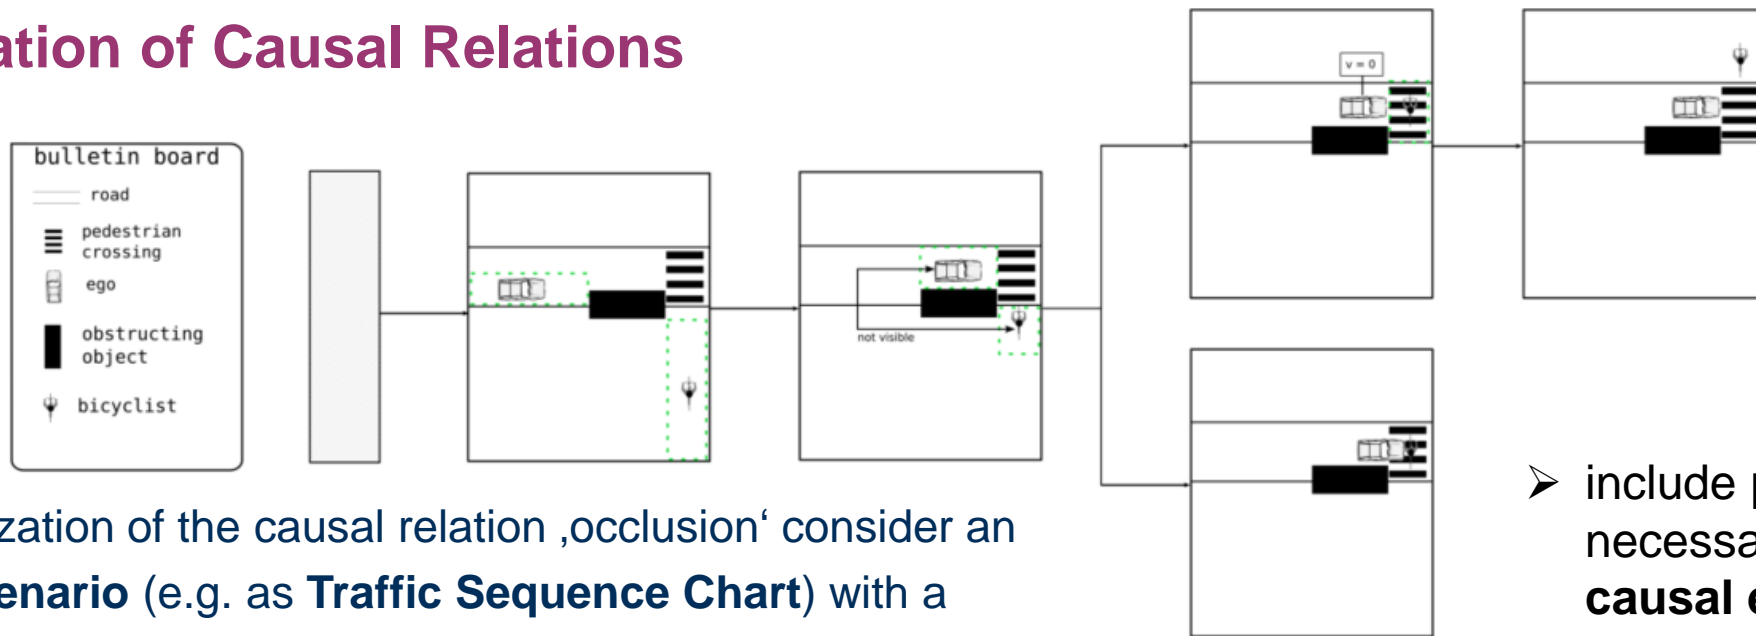 ation of Causal Relations
bulletin board
road
pedestrian
crossing
ego
obstructing
object
bicyclist
not visible
v = 0
zation of the causal relation ‚occlusion‘ consider an
enario (e.g. as Traffic Sequence Chart) with a
➢ include p
necessa
causal e